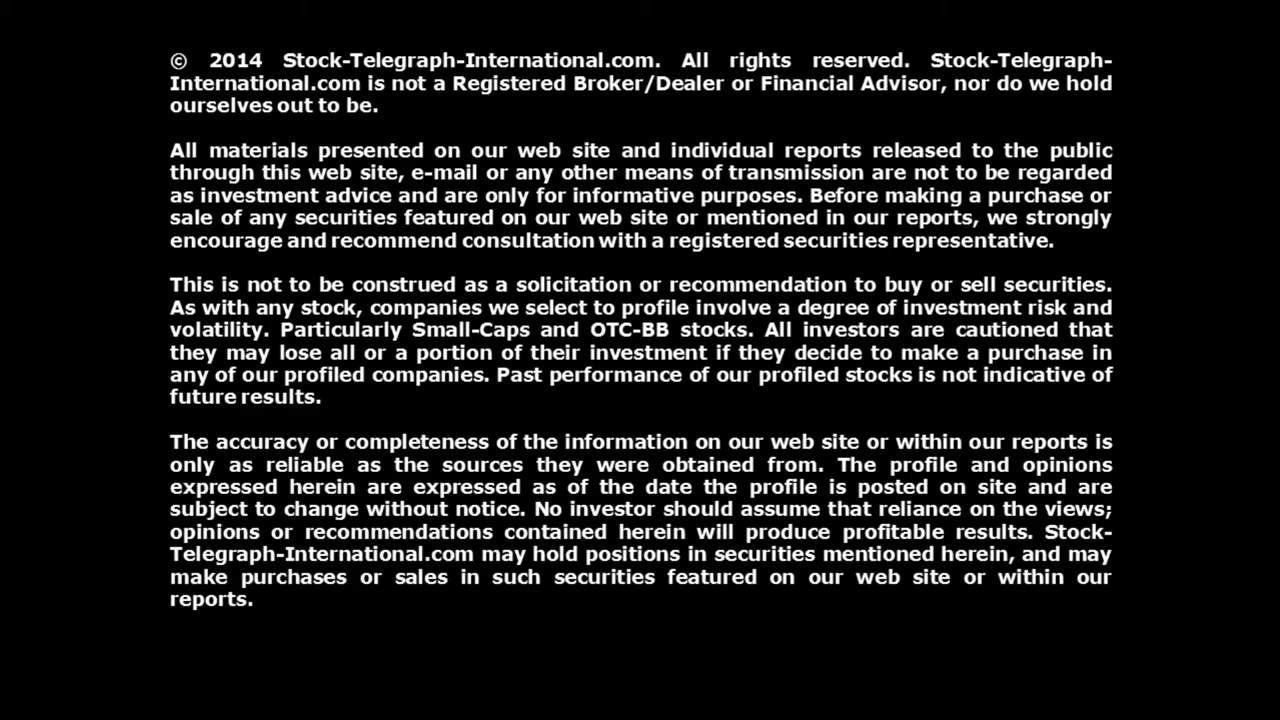 © 2014 Stock-Telegraph-International.com. All rights reserved. Stock-Telegraph-
International.com is not a Registered Broker/Dealer or Financial Advisor, nor do we hold
ourselves out to be.
All materials presented on our web site and individual reports released to the public
through this web site, e-mail or any other means of transmission are not to be regarded
as investment advice and are only for informative purposes. Before making a purchase or
sale of any securities featured on our web site or mentioned in our reports, we strongly
encourage and recommend consultation with a registered securities representative.
This is not to be construed as a solicitation or recommendation to buy or sell securities.
As with any stock, companies we select to profile involve a degree of investment risk and
volatility. Particularly Small-Caps and OTC-BB stocks. All investors are cautioned that
they may lose all or a portion of their investment if they decide to make a purchase in
any of our profiled companies. Past performance of our profiled stocks is not indicative of
future results.
The accuracy or completeness of the information on our web site or within our reports is
only as reliable as the sources they were obtained from. The profile and opinions
expressed herein are expressed as of the date the profile is posted on site and are
subject to change without notice. No investor should assume that reliance on the views;
opinions or recommendations contained herein will produce profitable results. Stock-
Telegraph-International.com may hold positions in securities mentioned herein, and may
make purchases or sales in such securities featured on our web site or within our
reports.